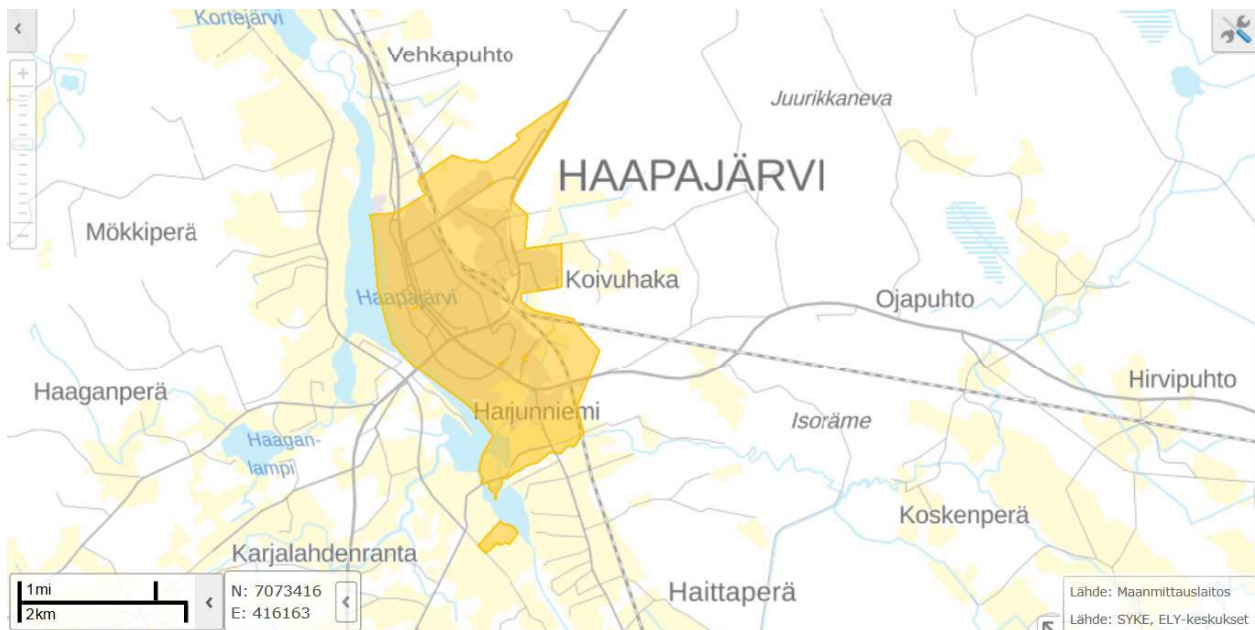 Kortejärvi
Vehkapuhto
Juurikkaneva
HAAPAJÄRVI
Mökkiperä
Koivuhaka
Haapajärvi
Ojapuhto
Haaganperä
Hirvipuhto
Harjunniemi
Isoräme
Haagan-
lampi
Koskenperä
Karjalahdenranta
Haittaperä
1mi
2km
N: 7073416
E: 416163
Lähde: Maanmittauslaitos
Lähde: SYKE, ELY-keskukset